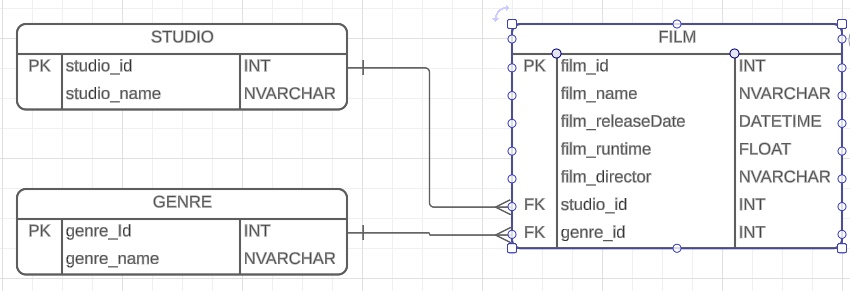 STUDIO
PK studio_id INT
studio_name NVARCHAR
GENRE
PK genre_Id INT
genre_name NVARCHAR
FILM
PK film_id INT
film_name NVARCHAR
film_releaseDate DATETIME
film_runtime FLOAT
film_director NVARCHAR
FK studio_id INT
FK genre_id INT